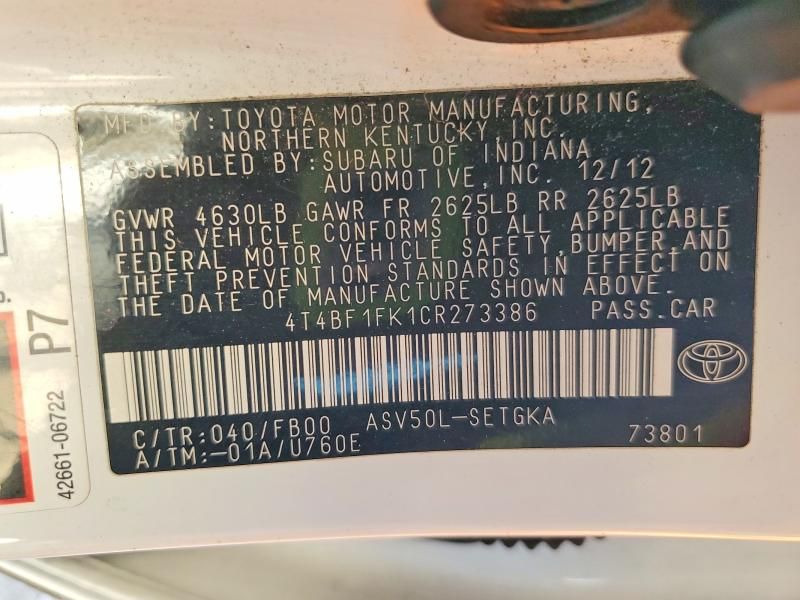 MFD BY:TOYOTA MOTOR MANUFACTURING,
NORTHERN KENTUCKY, INC.
ASSEMBLED BY:SUBARU OF INDIANA
AUTOMOTIVE,INC. 12/12
GVWR 4630LB GAWR FR 2625LB RR 2625LB
THIS VEHICLE CONFORMS TO ALL APPLICABLE
FEDERAL MOTOR VEHICLE SAFETY,BUMPER,AND
THEFT PREVENTION STANDARDS IN EFFECT ON
THE DATE OF MANUFACTURE SHOWN ABOVE.
4T4BF1FK1CR273386 PASS.CAR
C/TR:040/FB00 ASV50L-SETGKA
A/TM:-01A/U760E 73801
P7
42661-06722